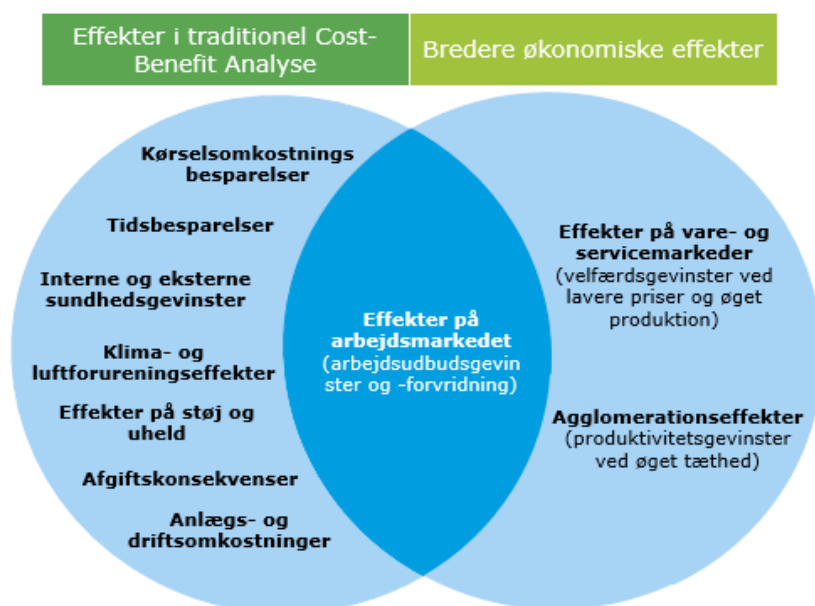 Effekter i traditionel Cost-
Benefit Analyse
Bredere økonomiske effekter
Kørselsomkostnings
besparelser
Tidsbesparelser
Interne og eksterne
sundhedsgevinster
Klima- og
luftforureningseffekter
Effekter på støj og
uheld
Afgiftskonsekvenser
Anlægs- og
driftsomkostninger
Effekter på
arbejdsmarkedet
(arbejdsudbudsgevin
ster og -forvridning)
Effekter på vare- og
servicemarkeder
(velfærdsgevinster ved
lavere priser og øget
produktion)
Agglomerationseffekter
(produktivitetsgevinster
ved øget tæthed)